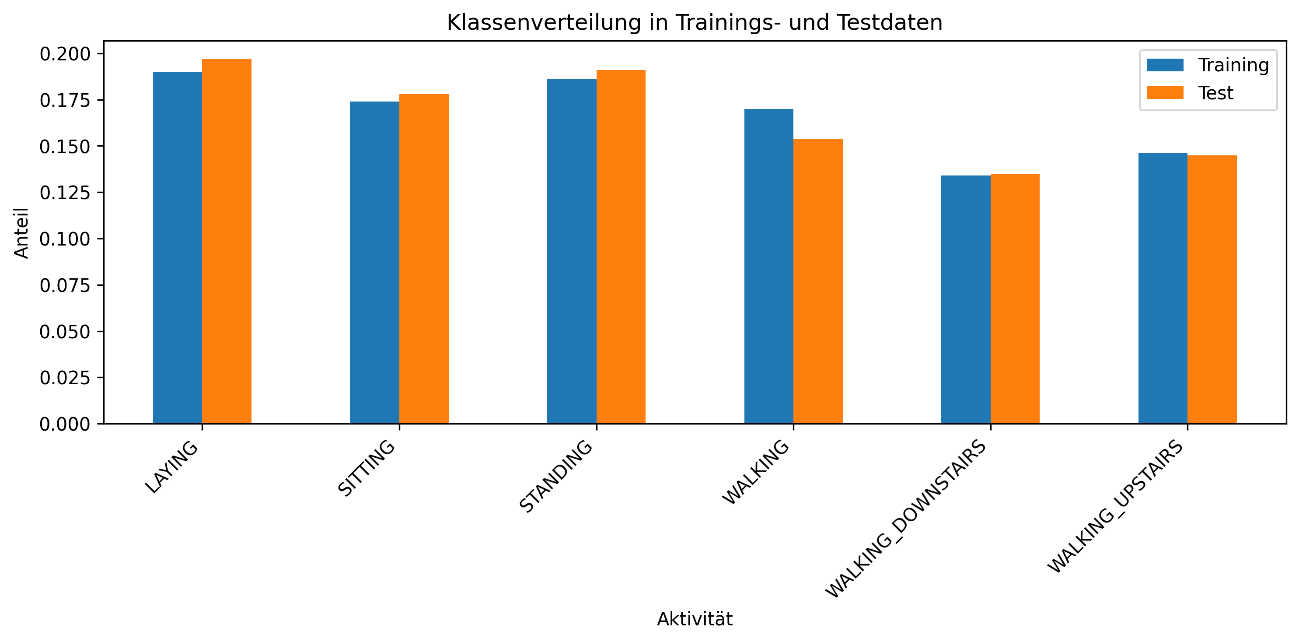 Klassenverteilung in Trainings- und Testdaten
Training
Test
Anteil
0.200
0.175
0.150
0.125
0.100
0.075
0.050
0.025
0.000
LAYING
SITTING
STANDING
WALKING
WALKING_DOWNSTAIRS
WALKING_UPSTAIRS
Aktivität